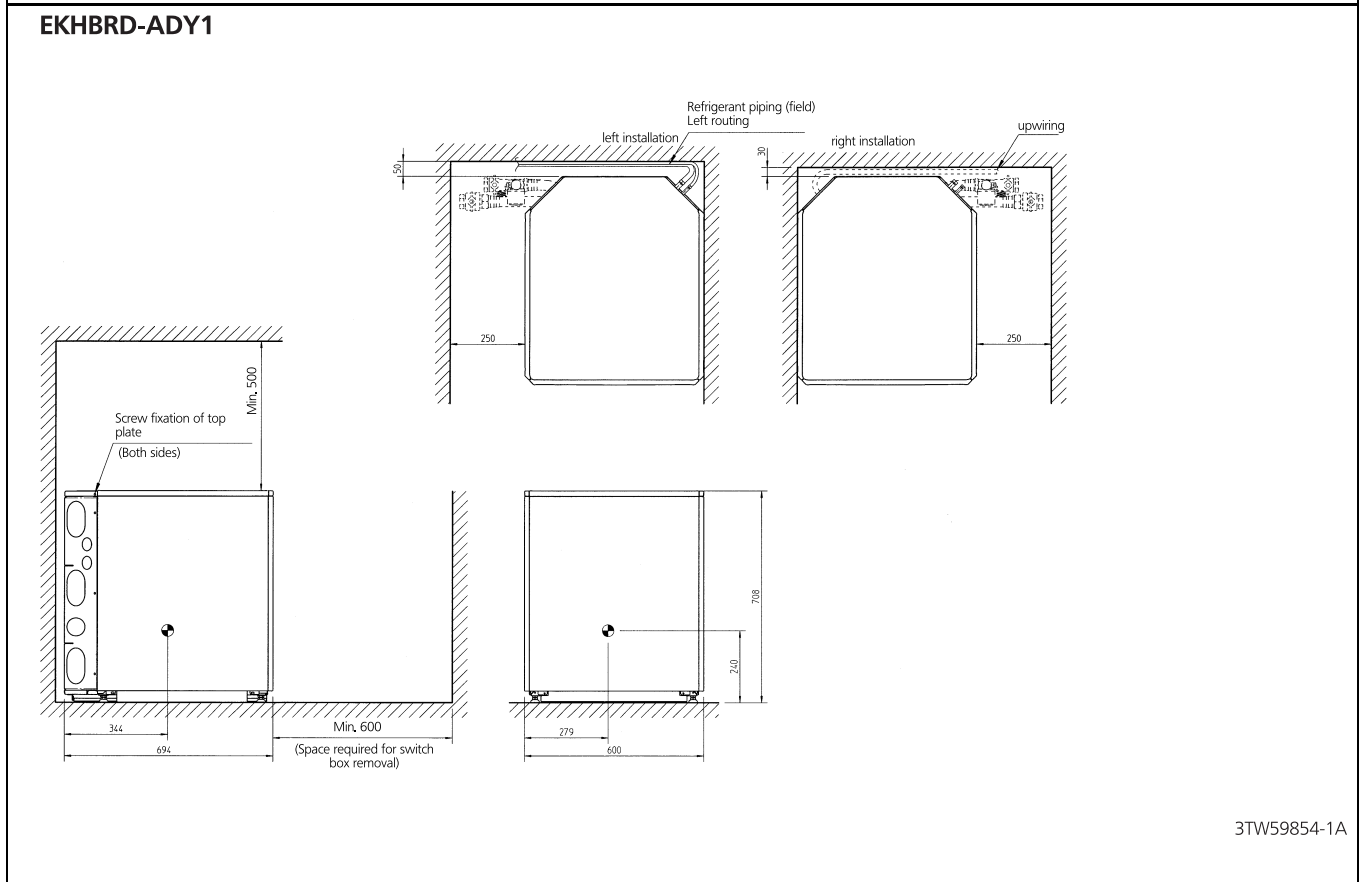 EKHBRD-ADY1
Refrigerant piping (field)
Left routing
left installation
right installation
upwiring
50
30
250
250
Min. 500
Screw fixation of top
plate
(Both sides)
708
240
344
694
Min. 600
(Space required for switch
box removal)
279
600
3TW59854-1A